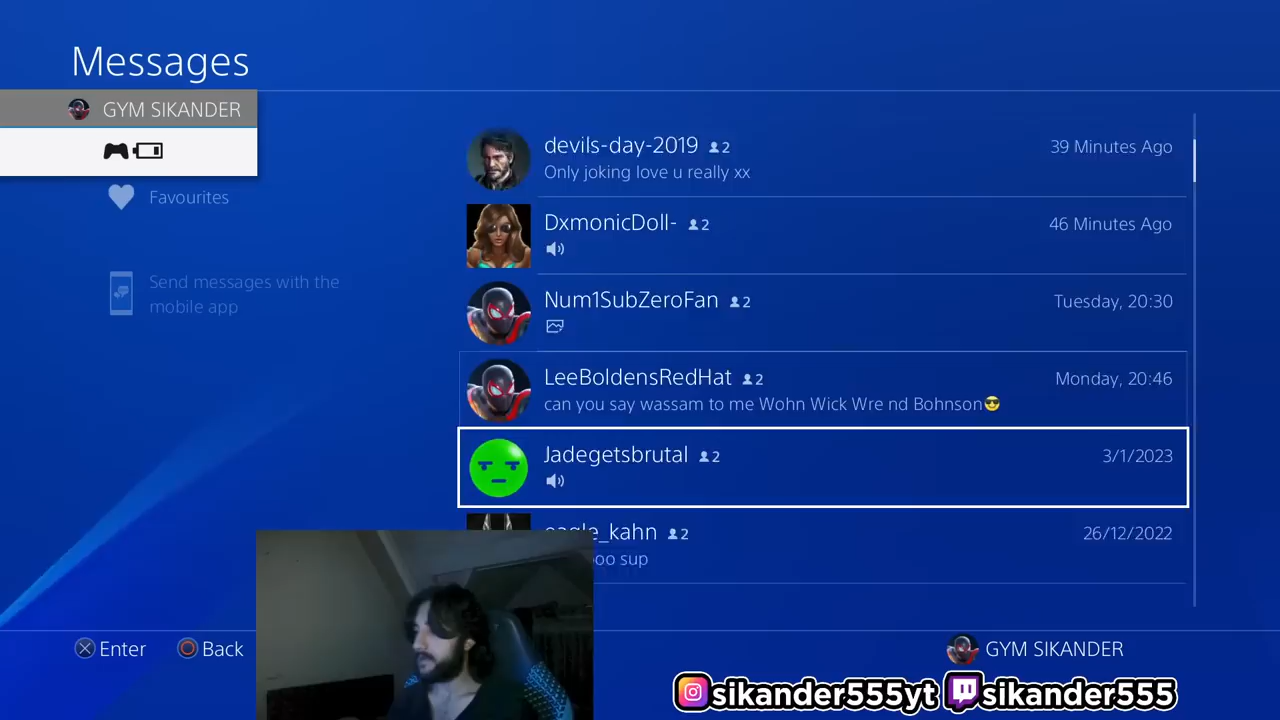 Messages
GYM SIKANDER
Favourites
Send messages with the
mobile app
devils-day-2019 2
39 Minutes Ago
Only joking love u really xx
DxmonicDoll- 2
46 Minutes Ago
Num1SubZeroFan 2
Tuesday, 20:30
LeeBoldensRedHat 2
Monday, 20:46
can you say wassam to me Wohn Wick Wre nd Bohnson😎
Jadegetsbrutal 2
3/1/2023
eagle_kahn 2
26/12/2022
sup
Enter
Back
GYM SIKANDER
sikander555yt
sikander555